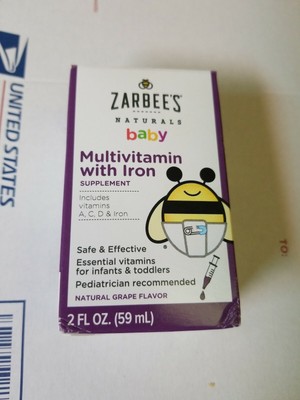 UNITED STATES
ZARBEE'S
NATURALS
baby
Multivitamin
with Iron
SUPPLEMENT
Includes
vitamins
A, C, D & Iron
Safe & Effective
Essential vitamins
for infants & toddlers
Pediatrician recommended
NATURAL GRAPE FLAVOR
2 FL OZ. (59 mL)
TO: